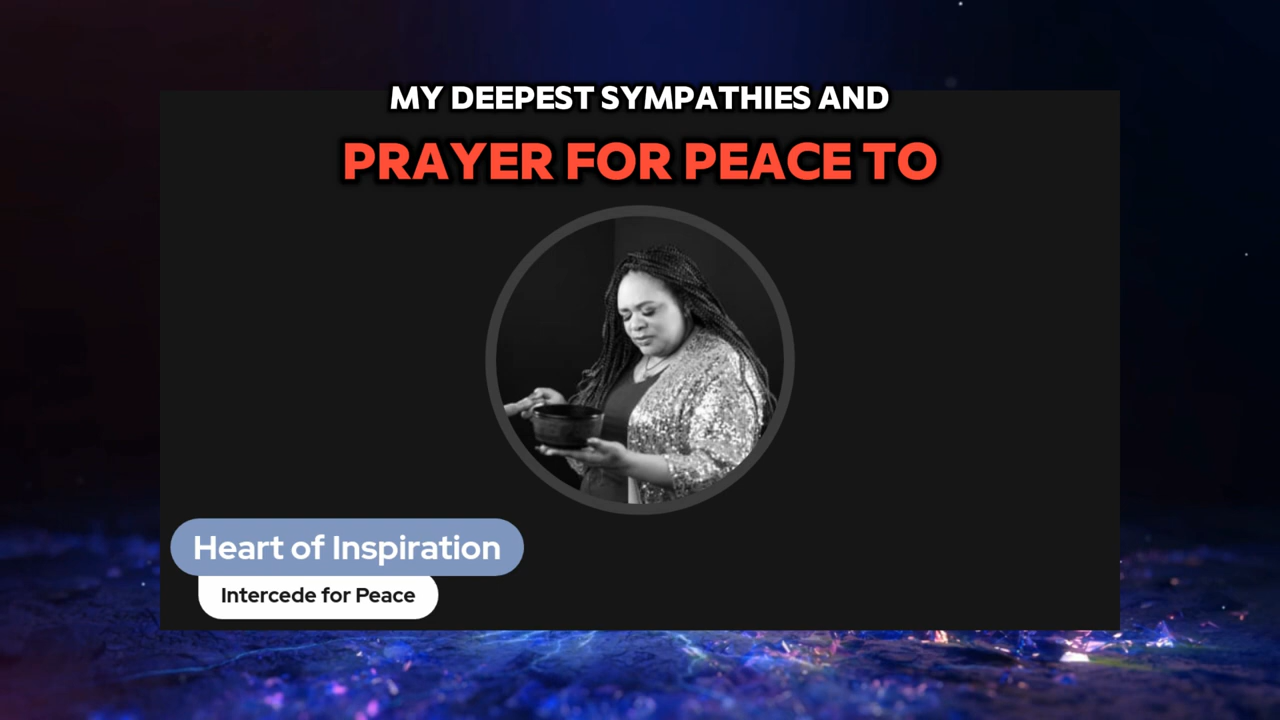 MY DEEPEST SYMPATHIES AND
PRAYER FOR PEACE TO
Heart of Inspiration
Intercede for Peace